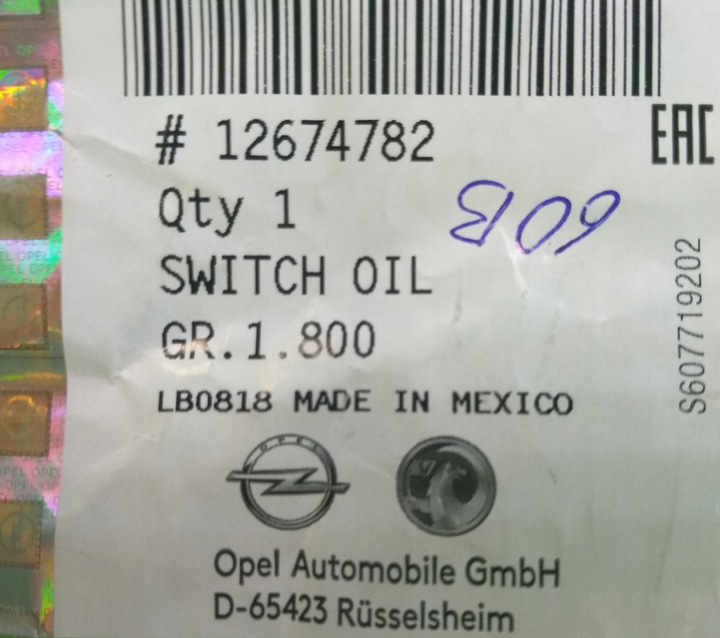 # 12674782
EAC
Qty 1
SWITCH OIL
GR.1.800
S607719202
LB0818 MADE IN MEXICO
OPEL
Opel Automobile GmbH
D-65423 Rüsselsheim